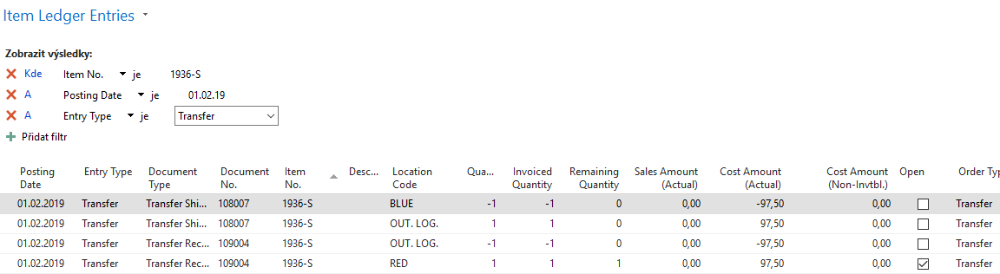 Item Ledger Entries
Zobrazit výsledky:
Kde Item No. je 1936-S
A Posting Date je 01.02.19
A Entry Type je Transfer
Přidat filtr
Posting Date Entry Type Document Type Document No. Item No. Desc... Location Code Qua... Invoiced Quantity Remaining Quantity Sales Amount (Actual) Cost Amount (Actual) Cost Amount (Non-Invtbl.) Open Order Typ
01.02.2019 Transfer Transfer Shi... 108007 1936-S BLUE -1 -1 0 0,00 -97,50 0,00 Transfer
01.02.2019 Transfer Transfer Shi... 108007 1936-S OUT. LOG. 1 1 0 0,00 97,50 0,00 Transfer
01.02.2019 Transfer Transfer Rec... 109004 1936-S OUT. LOG. -1 -1 0 0,00 -97,50 0,00 Transfer
01.02.2019 Transfer Transfer Rec... 109004 1936-S RED 1 1 1 0,00 97,50 0,00 Transfer